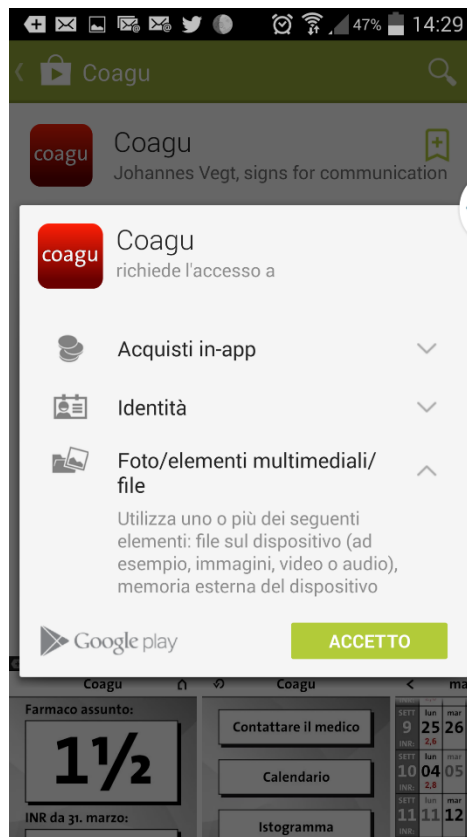 47% 14:29
Coagu
coagu
Coagu
Johannes Vegt, signs for communication
coagu
Coagu
richiede l'accesso a
Acquisti in-app
Identità
Foto/elementi multimediali/
file
Utilizza uno o più dei seguenti
elementi: file sul dispositivo (ad
esempio, immagini, video o audio),
memoria esterna del dispositivo
Google play
ACCETTO
Coagu
Farmaco assunto:
1½
INR da 31. marzo:
Coagu
Contattare il medico
Calendario
Istogramma
ma
SETT lun mar
9 25 26
INR: 2,6
SETT lun mar
10 04 05
INR: 2,8
SETT lun mar
11 11 12
INR: